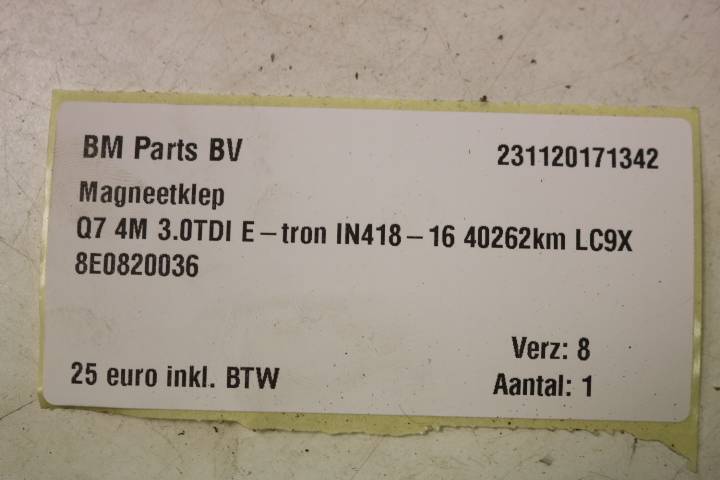 BM Parts BV
231120171342
Magneetklep
Q7 4M 3.0TDI E-tron IN418-16 40262km LC9X
8E0820036
Verz: 8
25 euro inkl. BTW
Aantal: 1